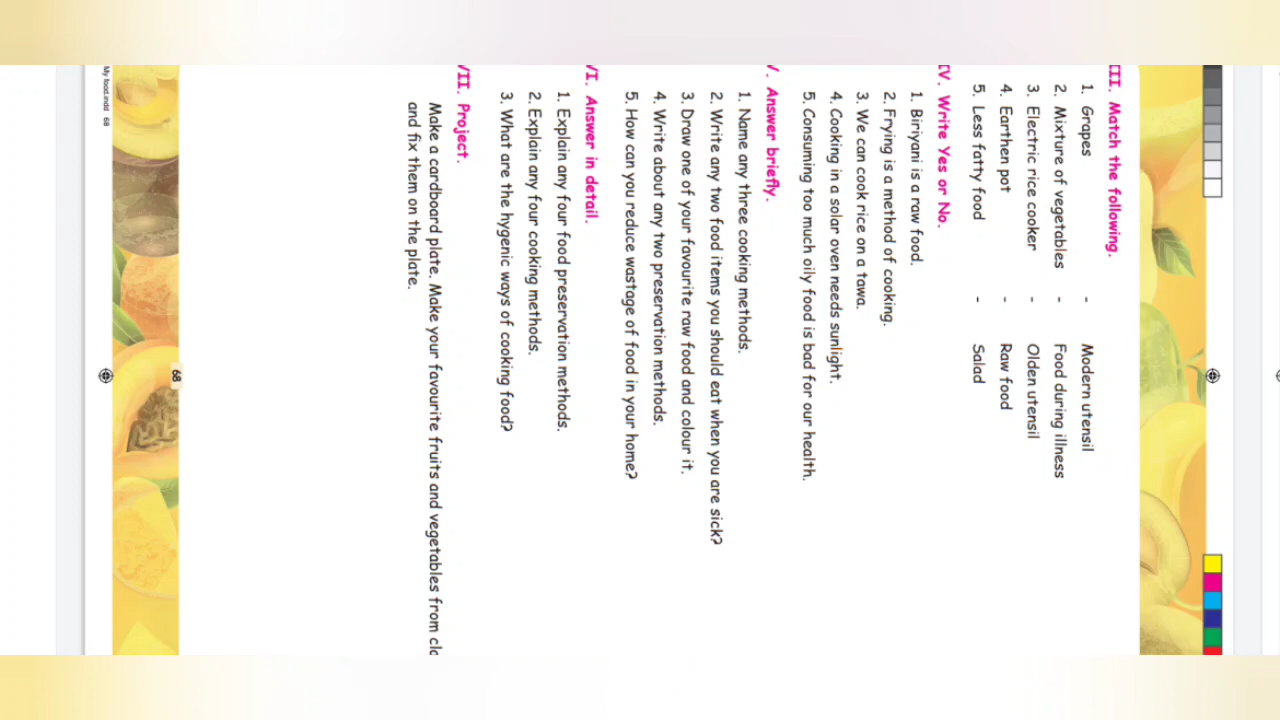 III. Match the following.
1. Grapes - Modern utensil
2. Mixture of vegetables - Food during illness
3. Electric rice cooker - Olden utensil
4. Earthen pot - Raw food
5. Less fatty food - Salad
IV. Write Yes or No.
1. Biriyani is a raw food.
2. Frying is a method of cooking.
3. We can cook rice on a tawa.
4. Cooking in a solar oven needs sunlight.
5. Consuming too much oily food is bad for our health.
V. Answer briefly.
1. Name any three cooking methods.
2. Write any two food items you should eat when you are sick?
3. Draw one of your favourite raw food and colour it.
4. Write about any two preservation methods.
5. How can you reduce wastage of food in your home?
VI. Answer in detail.
1. Explain any four food preservation methods.
2. Explain any four cooking methods.
3. What are the hygenic ways of cooking food?
VII. Project.
Make a cardboard plate. Make your favourite fruits and vegetables from
and fix them on the plate.
68
My food.indd 68